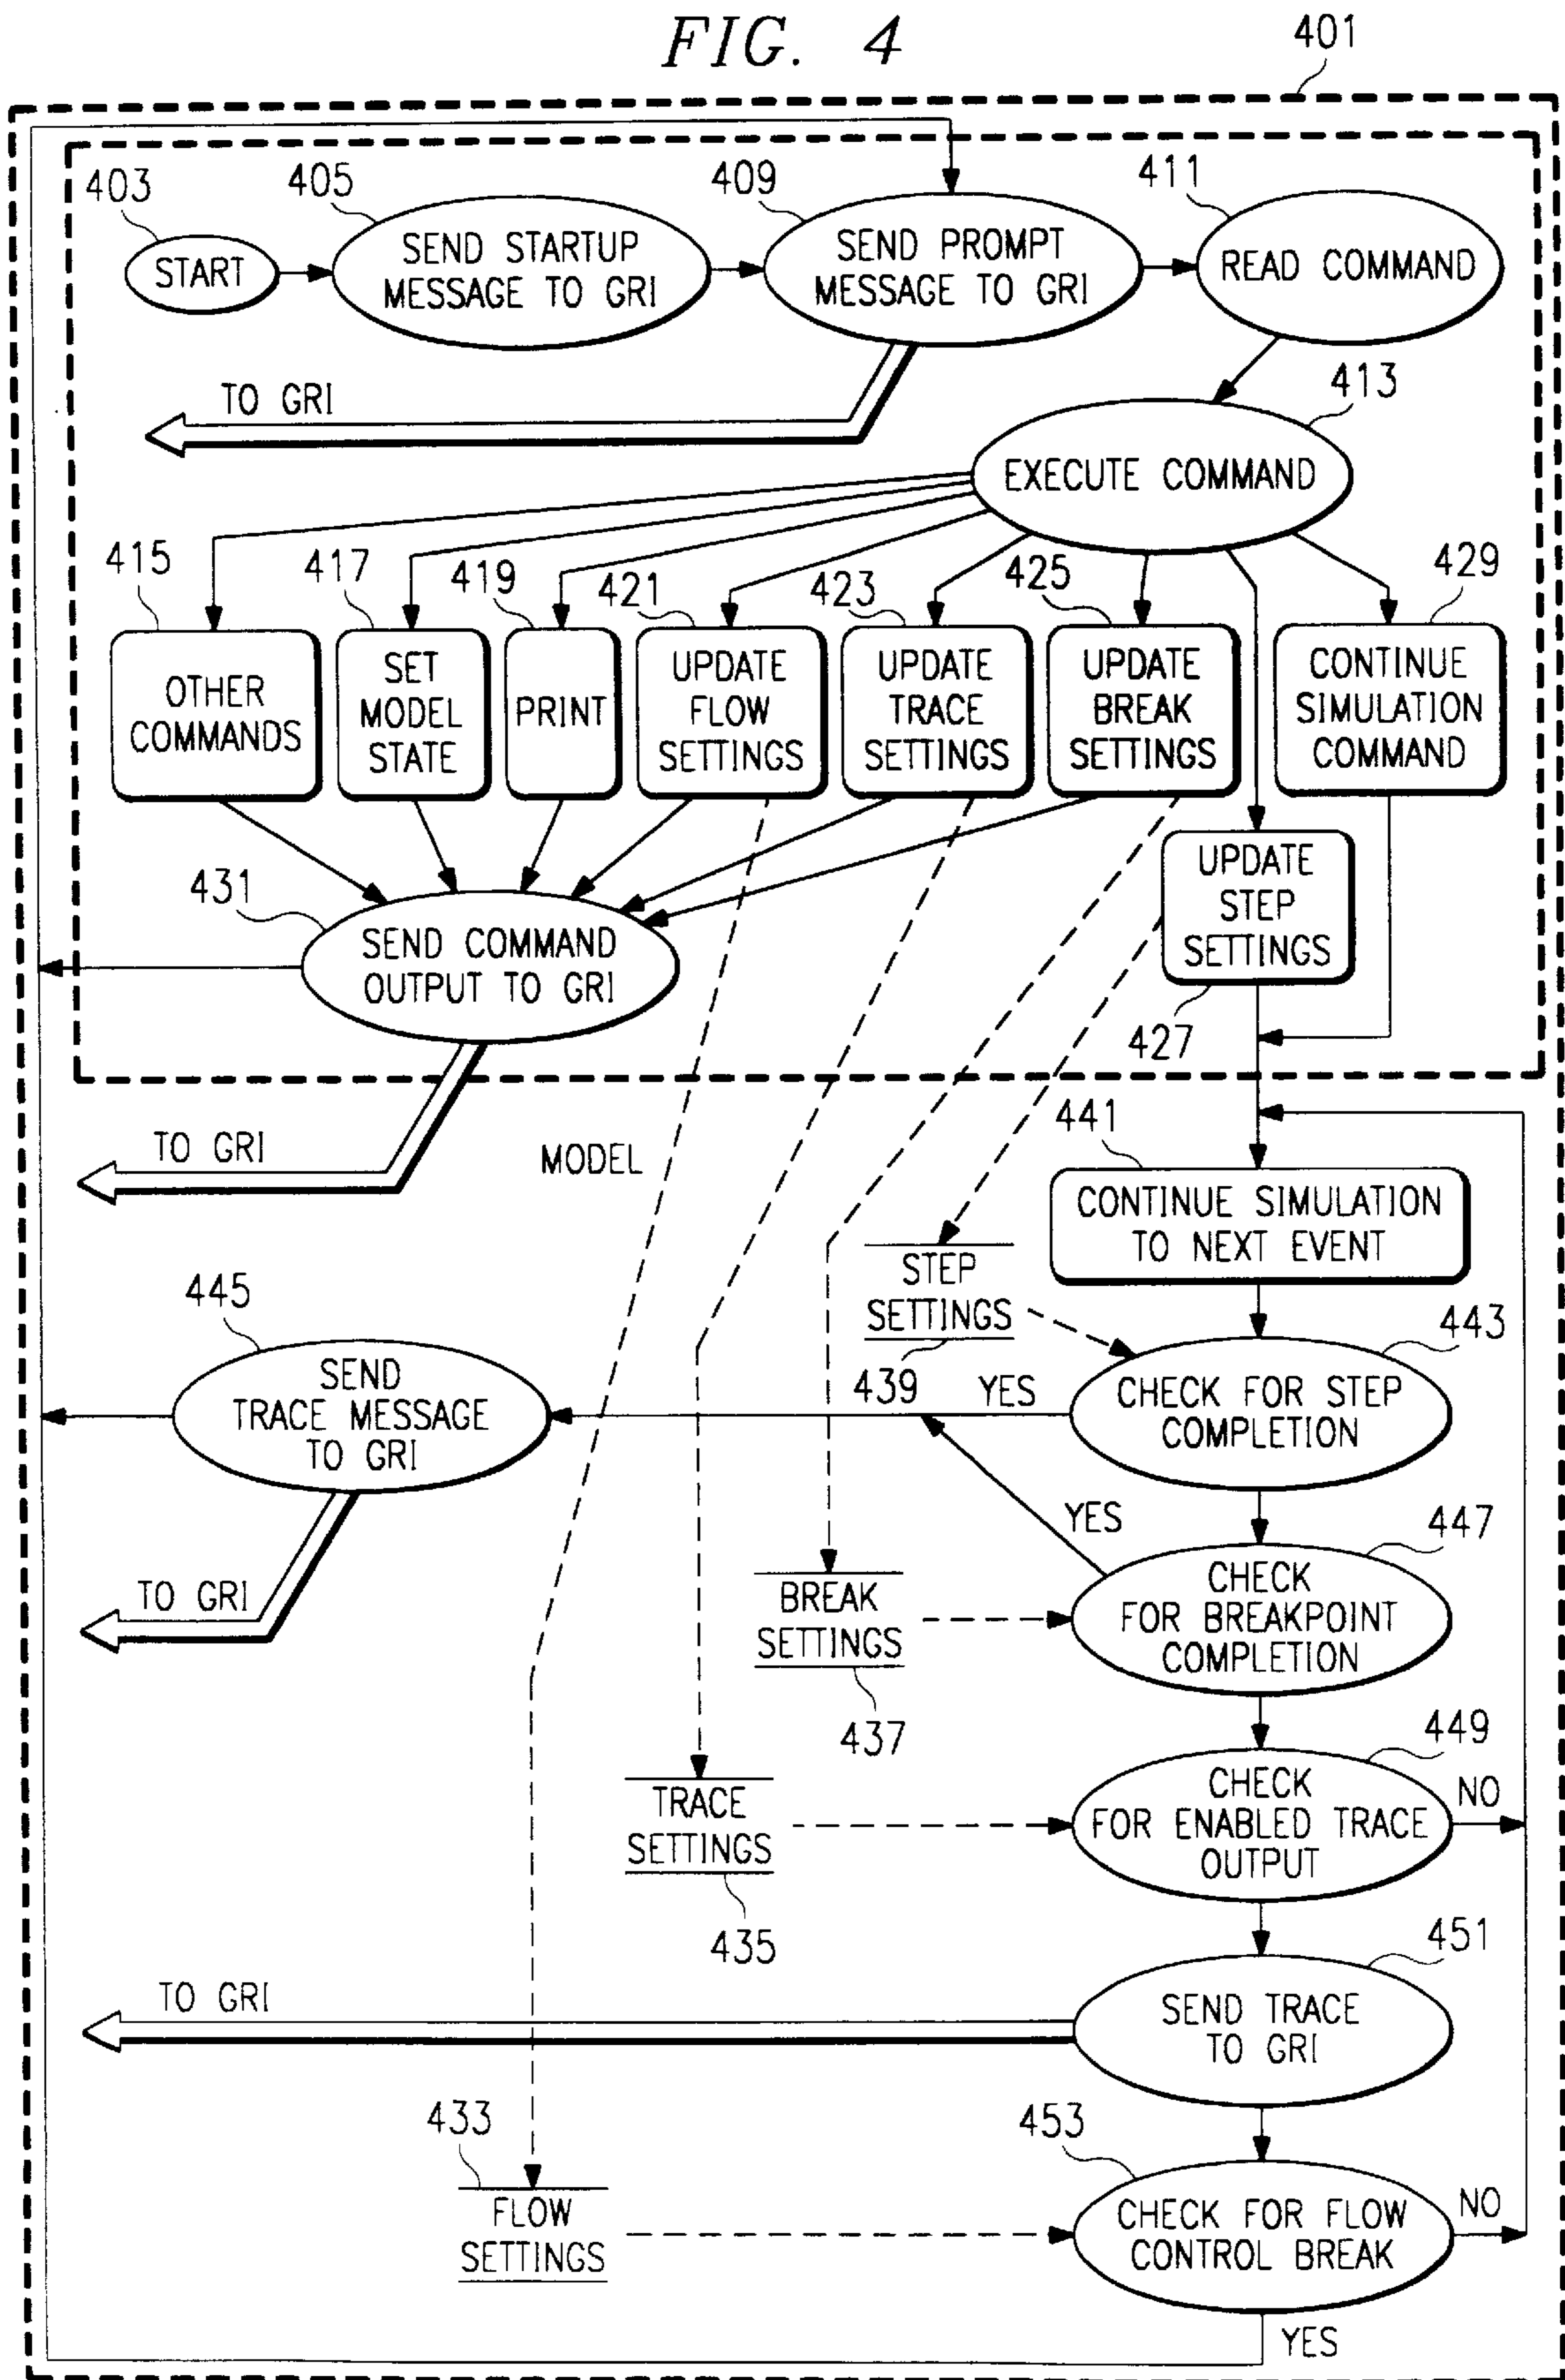 FIG. 4
401
403
405
409
411
START
SEND STARTUP
MESSAGE TO GRI
SEND PROMPT
MESSAGE TO GRI
READ COMMAND
TO GRI
413
EXECUTE COMMAND
415
417
419
421
423
425
429
OTHER
COMMANDS
SET
MODEL
STATE
PRINT
UPDATE
FLOW
SETTINGS
UPDATE
TRACE
SETTINGS
UPDATE
BREAK
SETTINGS
CONTINUE
SIMULATION
COMMAND
UPDATE
STEP
SETTINGS
427
431
SEND COMMAND
OUTPUT TO GRI
TO GRI
MODEL
441
CONTINUE SIMULATION
TO NEXT EVENT
STEP
SETTINGS
439
443
CHECK FOR STEP
COMPLETION
YES
445
SEND
TRACE MESSAGE
TO GRI
TO GRI
YES
447
CHECK
FOR BREAKPOINT
COMPLETION
BREAK
SETTINGS
437
449
CHECK
FOR ENABLED TRACE
OUTPUT
NO
TRACE
SETTINGS
435
451
SEND TRACE
TO GRI
TO GRI
433
FLOW
SETTINGS
453
CHECK FOR FLOW
CONTROL BREAK
NO
YES